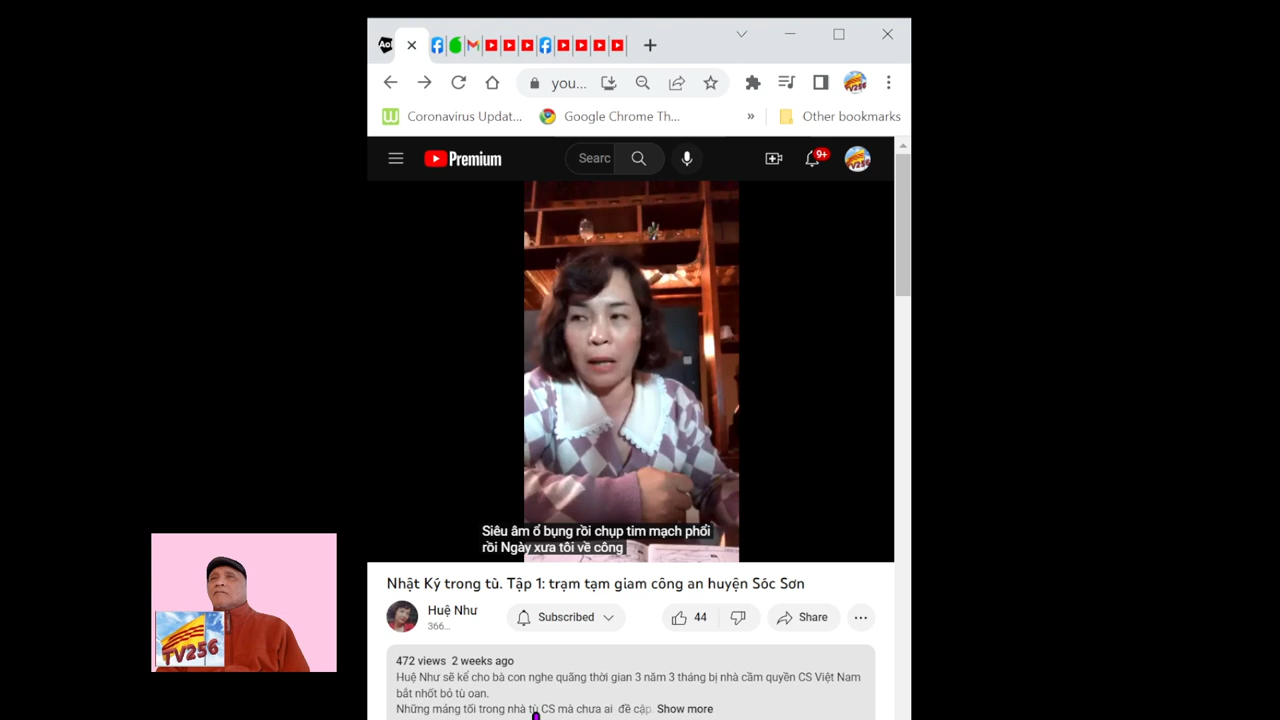 Ao
you...
Coronavirus Updat...
Google Chrome Th...
»
Other bookmarks
Premium
Searc
9+
Siêu âm ổ bụng rồi chụp tim mạch phổi
rồi Ngày xưa tôi về công
Nhật Ký trong tù. Tập 1: trạm tạm giam công an huyện Sóc Sơn
Huệ Như
366...
Subscribed
44
Share
472 views 2 weeks ago
Huệ Như sẽ kể cho bà con nghe quãng thời gian 3 năm 3 tháng bị nhà cầm quyền CS Việt Nam
bắt nhốt bỏ tù oan.
Những mảng tối trong nhà tù CS mà chưa ai đề cập. Show more
TV256